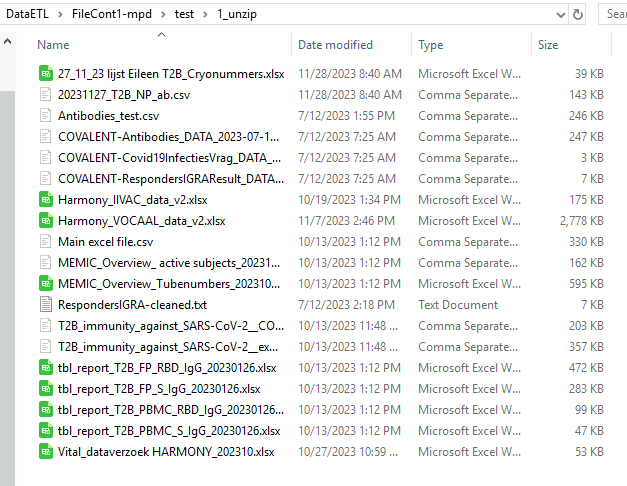 DataETL > FileCont1-mpd > test > 1_unzip
Sea
Name Date modified Type Size
27_11_23 lijst Eileen T2B_Cryonummers.xlsx 11/28/2023 8:40 AM Microsoft Excel W... 39 KB
20231127_T2B_NP_ab.csv 11/28/2023 8:40 AM Comma Separate... 143 KB
Antibodies_test.csv 7/12/2023 1:55 PM Comma Separate... 246 KB
COVALENT-Antibodies_DATA_2023-07-1... 7/12/2023 7:25 AM Comma Separate... 247 KB
COVALENT-Covid19InfectiesVrag_DATA_... 7/12/2023 7:25 AM Comma Separate... 3 KB
COVALENT-RespondersIGRAResult_DATA... 7/12/2023 7:25 AM Comma Separate... 7 KB
Harmony_IIVAC_data_v2.xlsx 10/19/2023 1:34 PM Microsoft Excel W... 175 KB
Harmony_VOCAAL_data_v2.xlsx 11/7/2023 2:46 PM Microsoft Excel W... 2,778 KB
Main excel file.csv 10/13/2023 1:12 PM Comma Separate... 330 KB
MEMIC_Overview_ active subjects_20231... 10/13/2023 1:12 PM Comma Separate... 162 KB
MEMIC_Overview_Tubenumbers_202310... 10/13/2023 1:12 PM Microsoft Excel W... 595 KB
RespondersIGRA-cleaned.txt 7/12/2023 2:18 PM Text Document 7 KB
T2B_immunity_against_SARS-CoV-2__CO... 10/13/2023 11:48 ... Comma Separate... 203 KB
T2B_immunity_against_SARS-CoV-2__ex... 10/13/2023 11:48 ... Comma Separate... 357 KB
tbl_report_T2B_FP_RBD_IgG_20230126.xlsx 10/13/2023 1:12 PM Microsoft Excel W... 472 KB
tbl_report_T2B_FP_S_IgG_20230126.xlsx 10/13/2023 1:12 PM Microsoft Excel W... 283 KB
tbl_report_T2B_PBMC_RBD_IgG_20230126... 10/13/2023 1:12 PM Microsoft Excel W... 99 KB
tbl_report_T2B_PBMC_S_IgG_20230126.xlsx 10/13/2023 1:12 PM Microsoft Excel W... 47 KB
Vital_dataverzoek HARMONY_202310.xlsx 10/27/2023 10:59 ... Microsoft Excel W... 53 KB